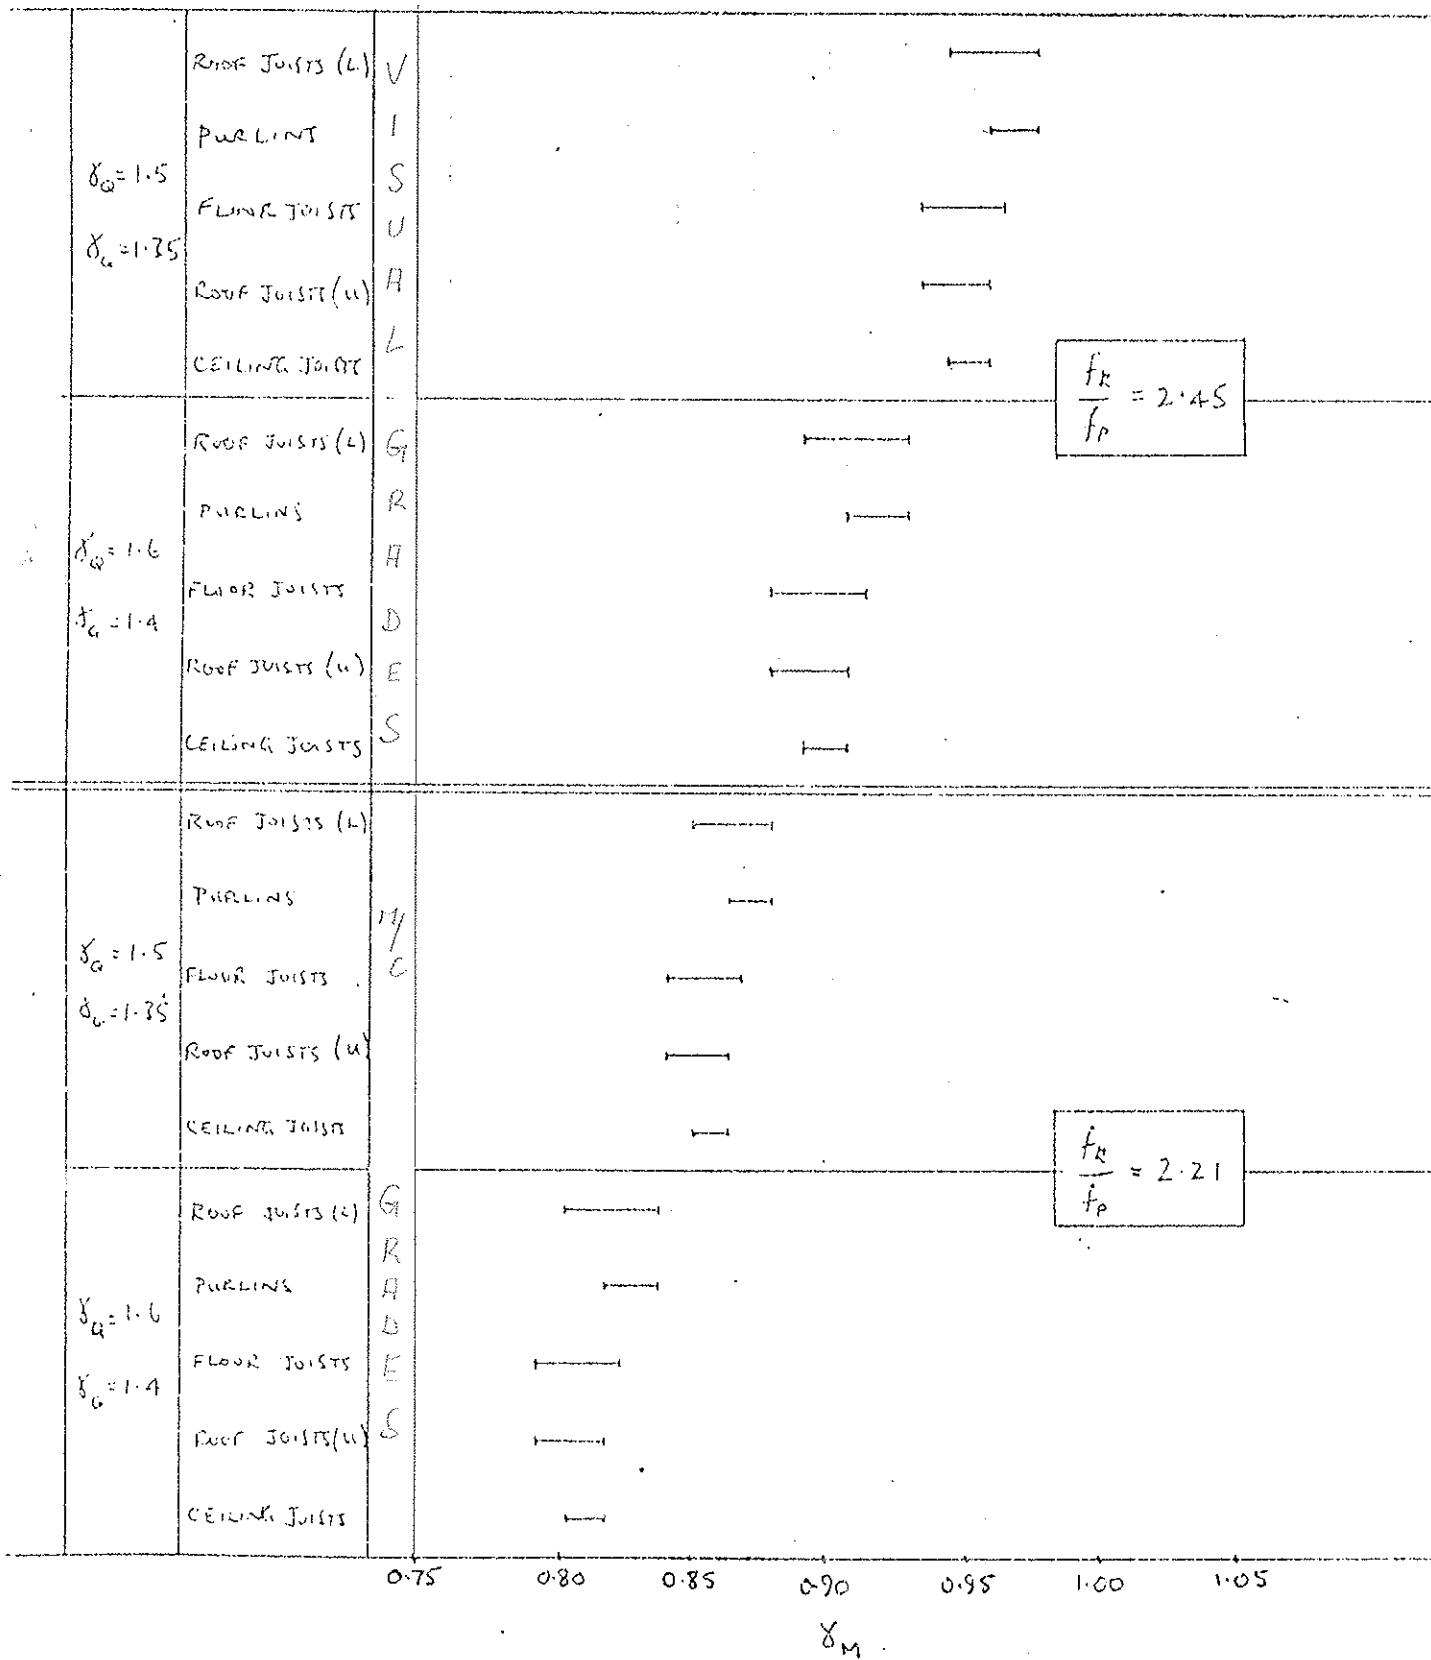 ROOF JOISTS (L)
PURLINS
γQ = 1.5
FLOOR JOISTS
γG = 1.35
ROOF JOISTS (U)
CEILING JOISTS
VISUAL
fk
fp
= 2.45
ROOF JOISTS (L)
PURLINS
γQ = 1.6
FLOOR JOISTS
γG = 1.4
ROOF JOISTS (U)
CEILING JOISTS
GRADES
ROOF JOISTS (L)
PURLINS
γQ = 1.5
FLOOR JOISTS
γG = 1.35
ROOF JOISTS (U)
CEILING JOISTS
M/C
fk
fp
= 2.21
ROOF JOISTS (L)
PURLINS
γQ = 1.6
FLOOR JOISTS
γG = 1.4
ROOF JOISTS (U)
CEILING JOISTS
GRADES
0.75 0.80 0.85 0.90 0.95 1.00 1.05
γM